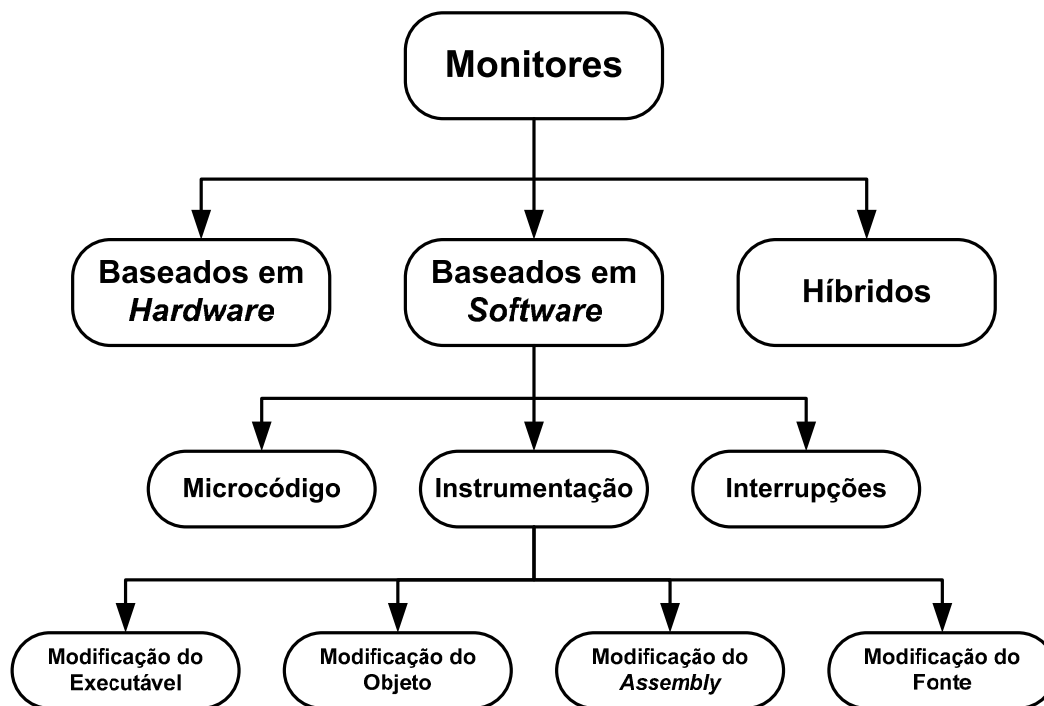 Monitores
Baseados em
Hardware
Baseados em
Software
Híbridos
Microcódigo
Instrumentação
Interrupções
Modificação do
Executável
Modificação do
Objeto
Modificação do
Assembly
Modificação do
Fonte